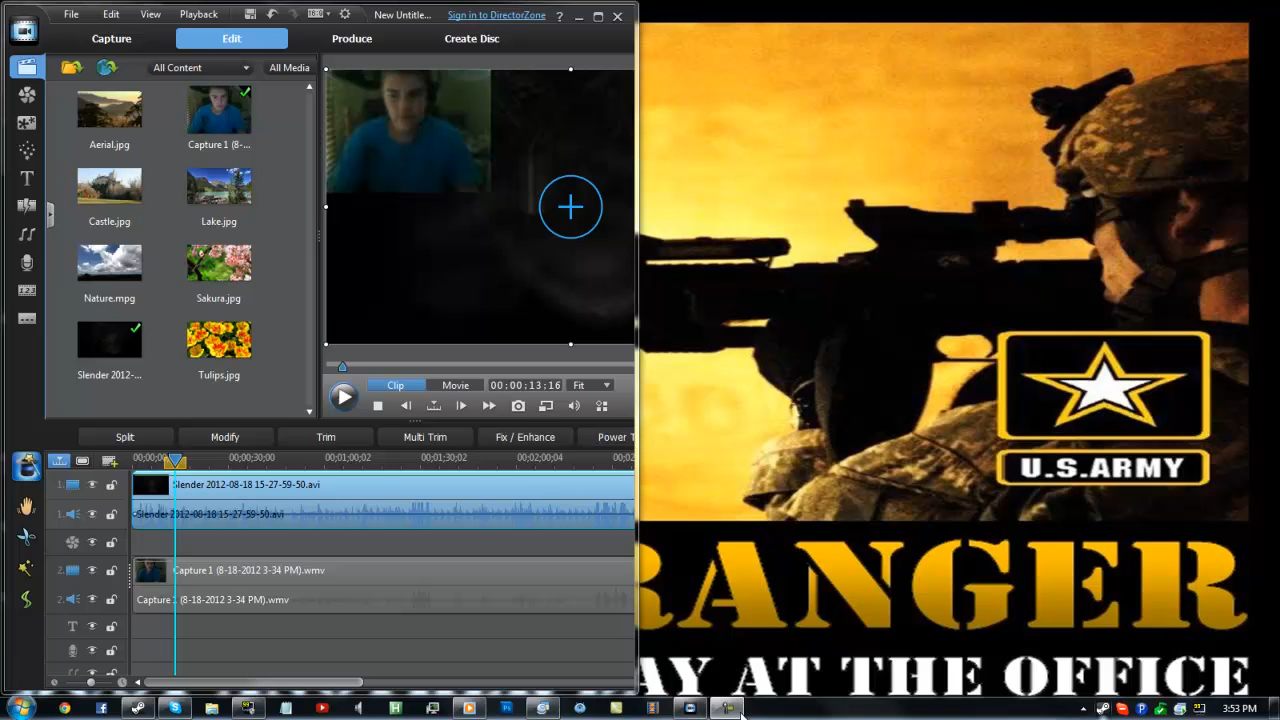 File Edit View Playback New Untitle... Sign in to DirectorZone ?
Capture Edit Produce Create Disc
All Content All Media
Aerial.jpg Capture 1 (8-...
Castle.jpg Lake.jpg
Nature.mpg Sakura.jpg
Slender 2012-... Tulips.jpg
Clip Movie 00:00:13:16 Fit
Split Modify Trim Multi Trim Fix / Enhance Power T
00;00;30;00 00;01;00;02 00;01;30;02 00;02;00;04
1. Slender 2012-08-18 15-27-59-50.avi
1. Slender 2012-08-18 15-27-59-50.avi
2. Capture 1 (8-18-2012 3-34 PM).wmv
2. Capture 1 (8-18-2012 3-34 PM).wmv
U.S.ARMY
RANGER
AY AT THE OFFICE
3:53 PM